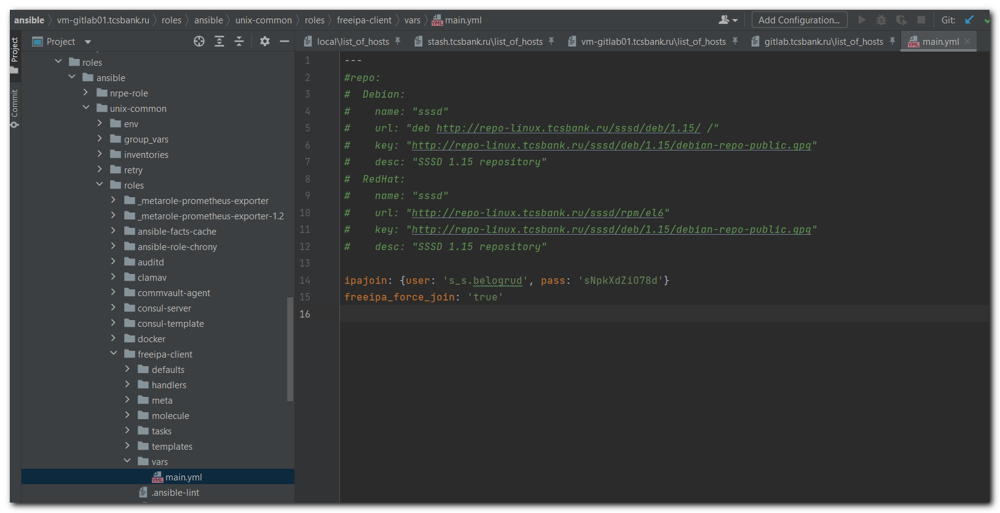 ansible vm-gitlab01.tcsbank.ru roles ansible unix-common roles freeipa-client vars main.yml
Add Configuration...
Git:
Project
Commit
Project
local\list_of_hosts
stash.tcsbank.ru\list_of_hosts
vm-gitlab01.tcsbank.ru\list_of_hosts
gitlab.tcsbank.ru\list_of_hosts
main.yml
roles
ansible
nrpe-role
unix-common
env
group_vars
inventories
retry
roles
_metarole-prometheus-exporter
_metarole-prometheus-exporter-1.2
ansible-facts-cache
ansible-role-chrony
auditd
clamav
commvault-agent
consul-server
consul-template
docker
freeipa-client
defaults
handlers
meta
molecule
tasks
templates
vars
main.yml
.ansible-lint
1 ---
2 #repo:
3 #  Debian:
4 #    name: "sssd"
5 #    url: "deb http://repo-linux.tcsbank.ru/sssd/deb/1.15/ /"
6 #    key: "http://repo-linux.tcsbank.ru/sssd/deb/1.15/debian-repo-public.gpg"
7 #    desc: "SSSD 1.15 repository"
8 #  RedHat:
9 #    name: "sssd"
10 #    url: "http://repo-linux.tcsbank.ru/sssd/rpm/el6"
11 #    key: "http://repo-linux.tcsbank.ru/sssd/deb/1.15/debian-repo-public.gpg"
12 #    desc: "SSSD 1.15 repository"
13
14 ipajoin: {user: 's_s.belogrud', pass: 'sNpkXdZiO78d'}
15 freeipa_force_join: 'true'
16